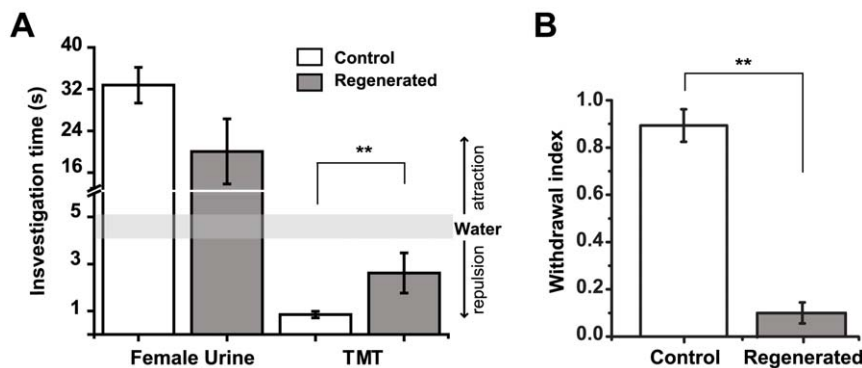 A
Insvestigation time (s)
40
32
24
16
5
3
1
Control
Regenerated
**
atraction
Water
repulsion
Female Urine
TMT
B
**
Withdrawal index
1.0
0.8
0.6
0.4
0.2
0.0
Control
Regenerated